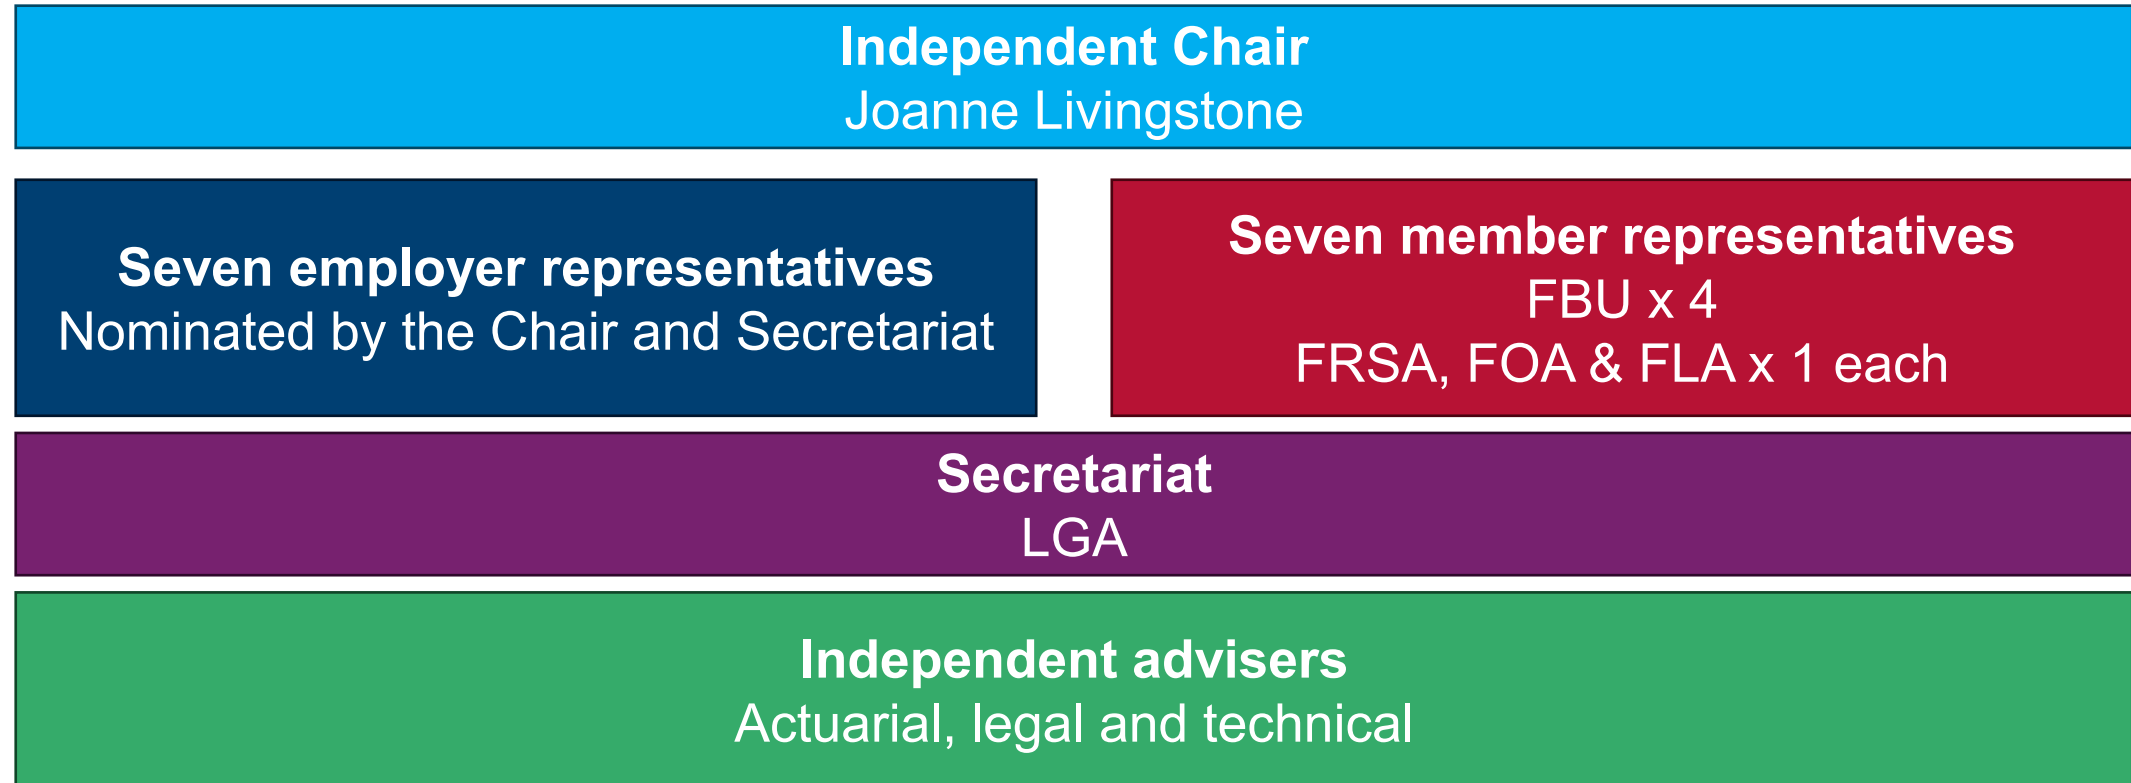 Independent Chair
Joanne Livingstone
Seven employer representatives
Nominated by the Chair and Secretariat
Seven member representatives
FBU x 4
FRSA, FOA & FLA x 1 each
Secretariat
LGA
Independent advisers
Actuarial, legal and technical